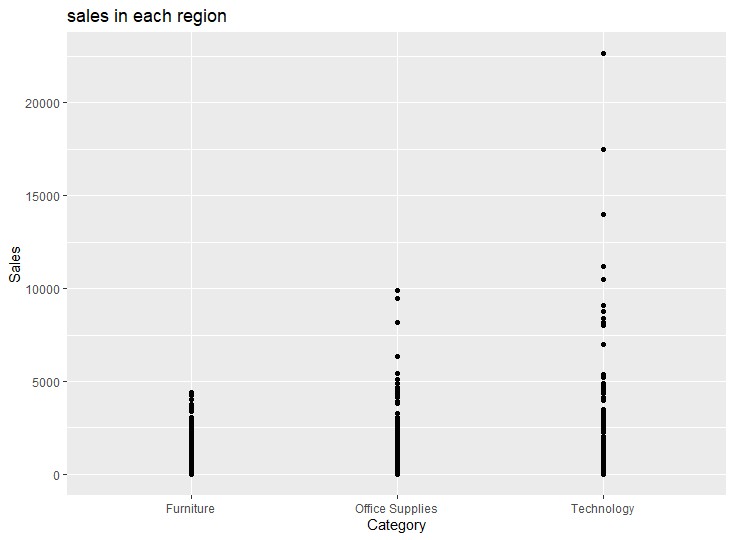 sales in each region
20000
15000
10000
5000
0
Sales
Furniture Office Supplies Technology
Category